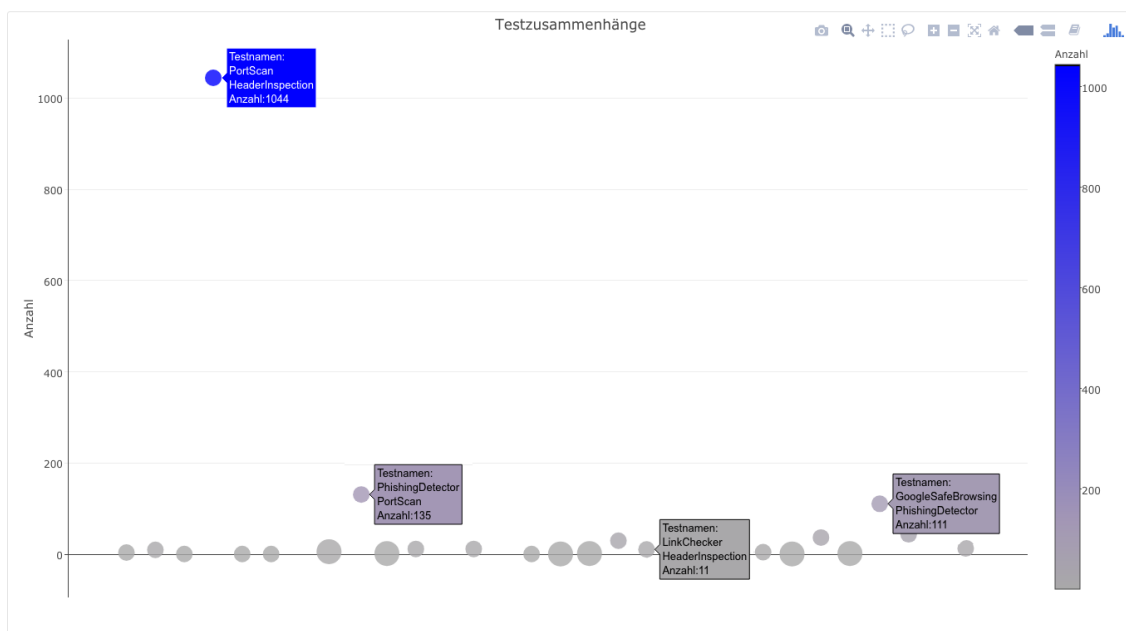 Testzusammenhänge
Anzahl
1000
800
600
400
200
0
Testnamen:
PortScan
HeaderInspection
Anzahl:1044
Testnamen:
PhishingDetector
PortScan
Anzahl:135
Testnamen:
LinkChecker
HeaderInspection
Anzahl:11
Testnamen:
GoogleSafeBrowsing
PhishingDetector
Anzahl:111
Anzahl
1000
800
600
400
200